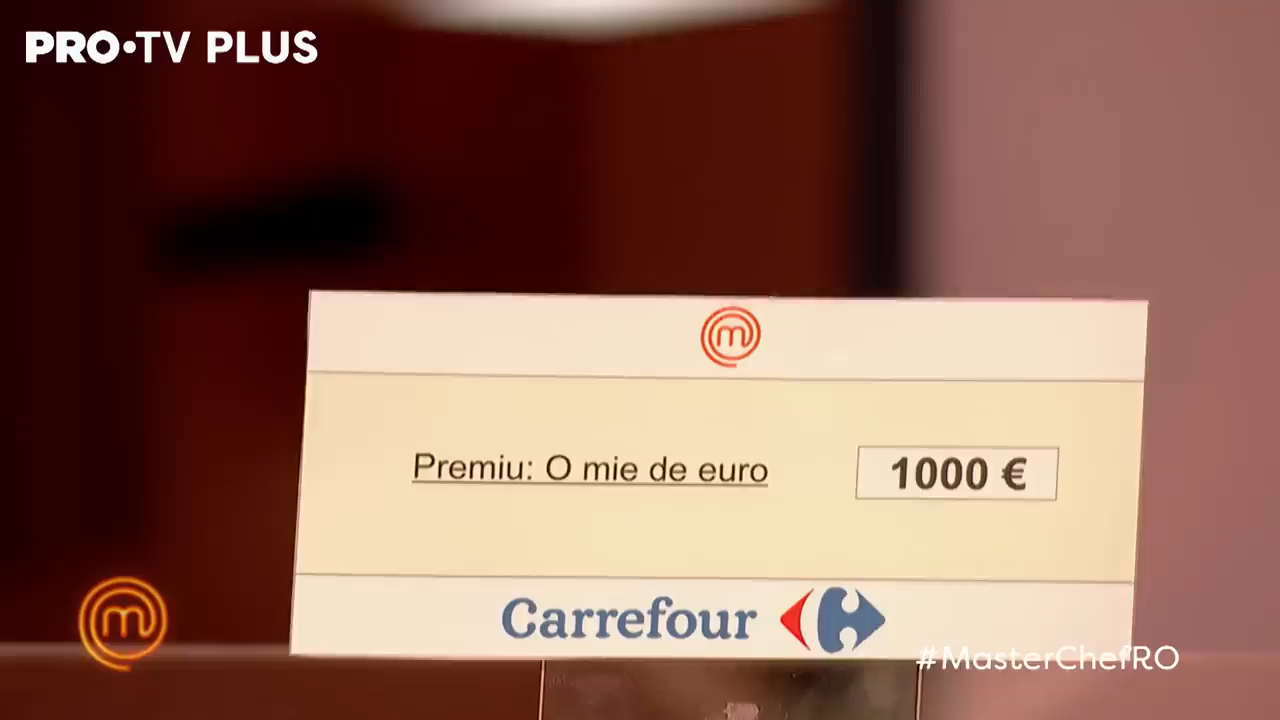 PRO•TV PLUS
m
Premiu: O mie de euro
1000 €
Carrefour
m
#MasterChefRO